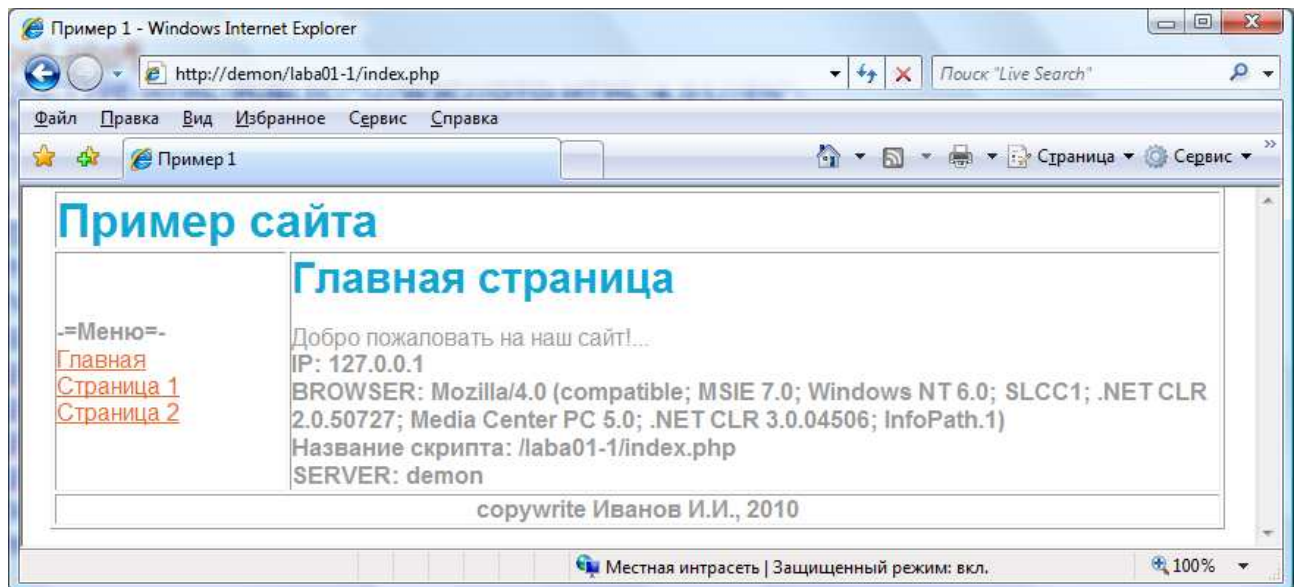 Пример 1 - Windows Internet Explorer
http://demon/laba01-1/index.php
Поиск "Live Search"
Файл Правка Вид Избранное Сервис Справка
Пример 1
Страница Сервис
Пример сайта
-=Меню=-
Главная
Страница 1
Страница 2
Главная страница
Добро пожаловать на наш сайт!...
IP: 127.0.0.1
BROWSER: Mozilla/4.0 (compatible; MSIE 7.0; Windows NT 6.0; SLCC1; .NET CLR
2.0.50727; Media Center PC 5.0; .NET CLR 3.0.04506; InfoPath.1)
Название скрипта: /laba01-1/index.php
SERVER: demon
copywrite Иванов И.И., 2010
Местная интрасеть | Защищенный режим: вкл.
100%